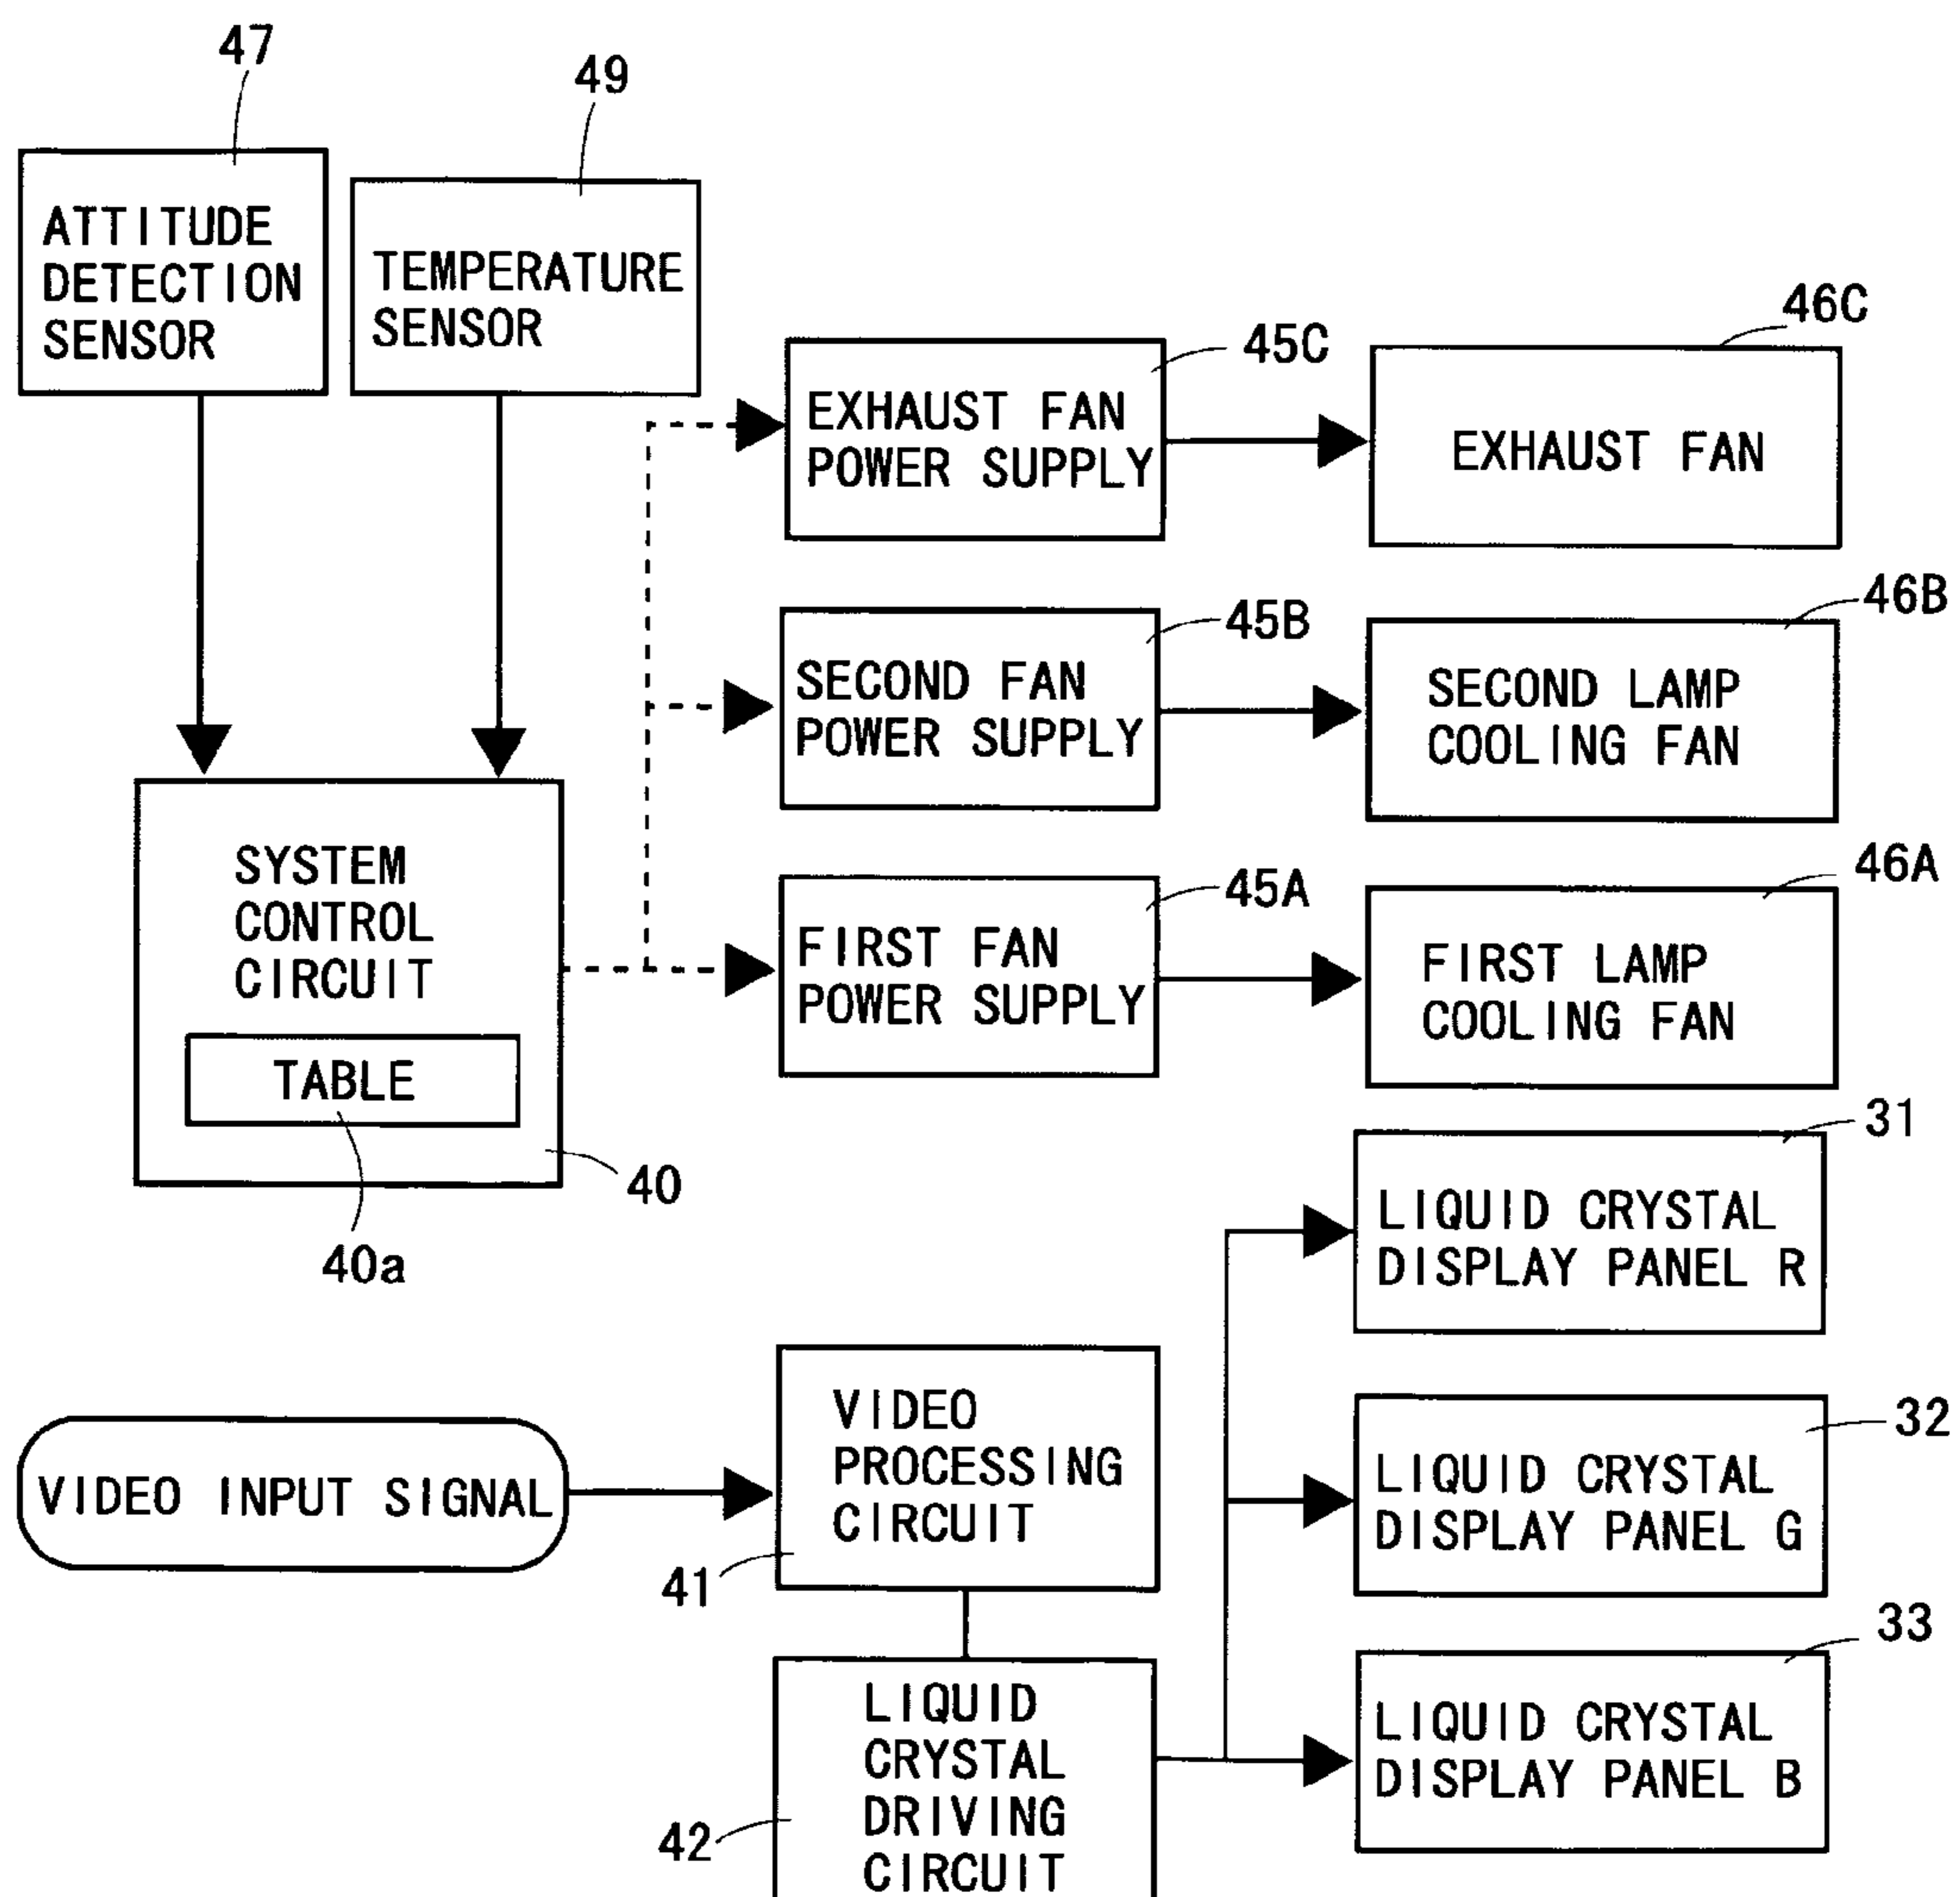 47
49
ATTITUDE
DETECTION
SENSOR
TEMPERATURE
SENSOR
45C
46C
EXHAUST FAN
POWER SUPPLY
EXHAUST FAN
45B
46B
SECOND FAN
POWER SUPPLY
SECOND LAMP
COOLING FAN
SYSTEM
CONTROL
CIRCUIT
45A
46A
FIRST FAN
POWER SUPPLY
FIRST LAMP
COOLING FAN
TABLE
40
40a
31
LIQUID CRYSTAL
DISPLAY PANEL R
VIDEO INPUT SIGNAL
VIDEO
PROCESSING
CIRCUIT
41
32
LIQUID CRYSTAL
DISPLAY PANEL G
33
LIQUID
CRYSTAL
DRIVING
CIRCUIT
42
LIQUID CRYSTAL
DISPLAY PANEL B